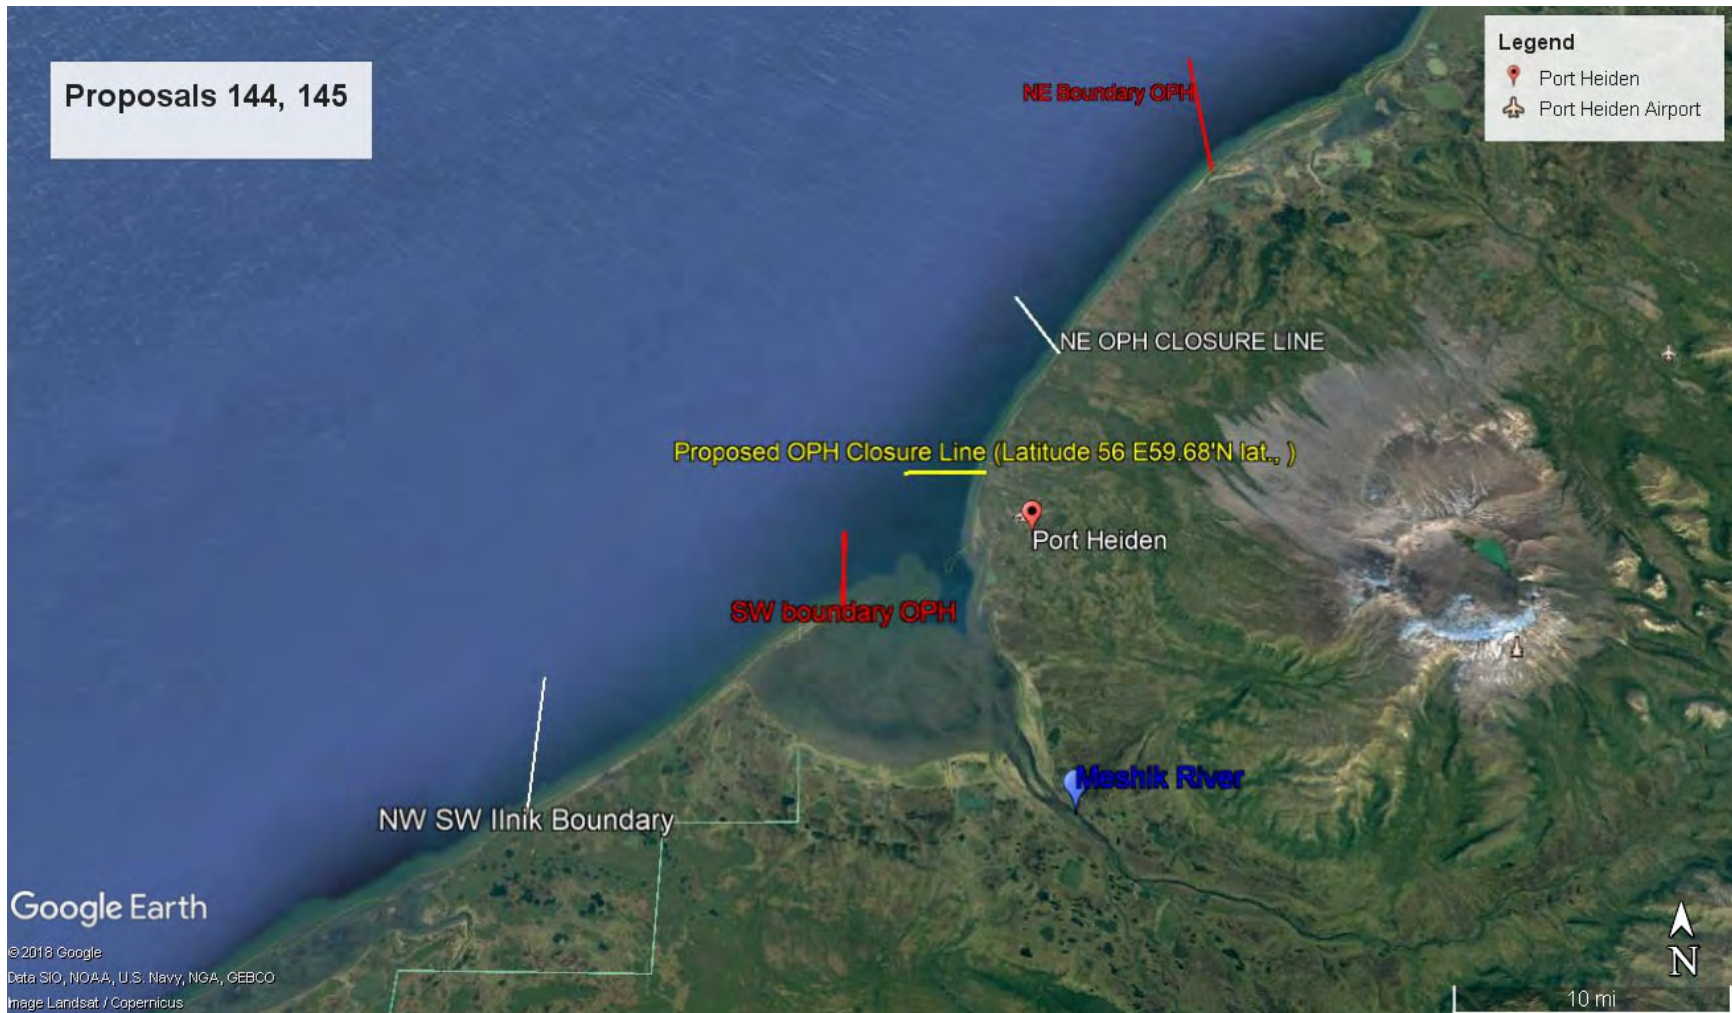 Proposals 144, 145
Legend
Port Heiden
Port Heiden Airport
NE Boundary OPH
NE OPH CLOSURE LINE
Proposed OPH Closure Line (Latitude 56 E59.68'N lat., )
Port Heiden
SW boundary OPH
Meshik River
NW SW Ilnik Boundary
Google Earth
© 2018 Google
Data SIO, NOAA, U.S. Navy, NGA, GEBCO
Image Landsat / Copernicus
N
10 mi